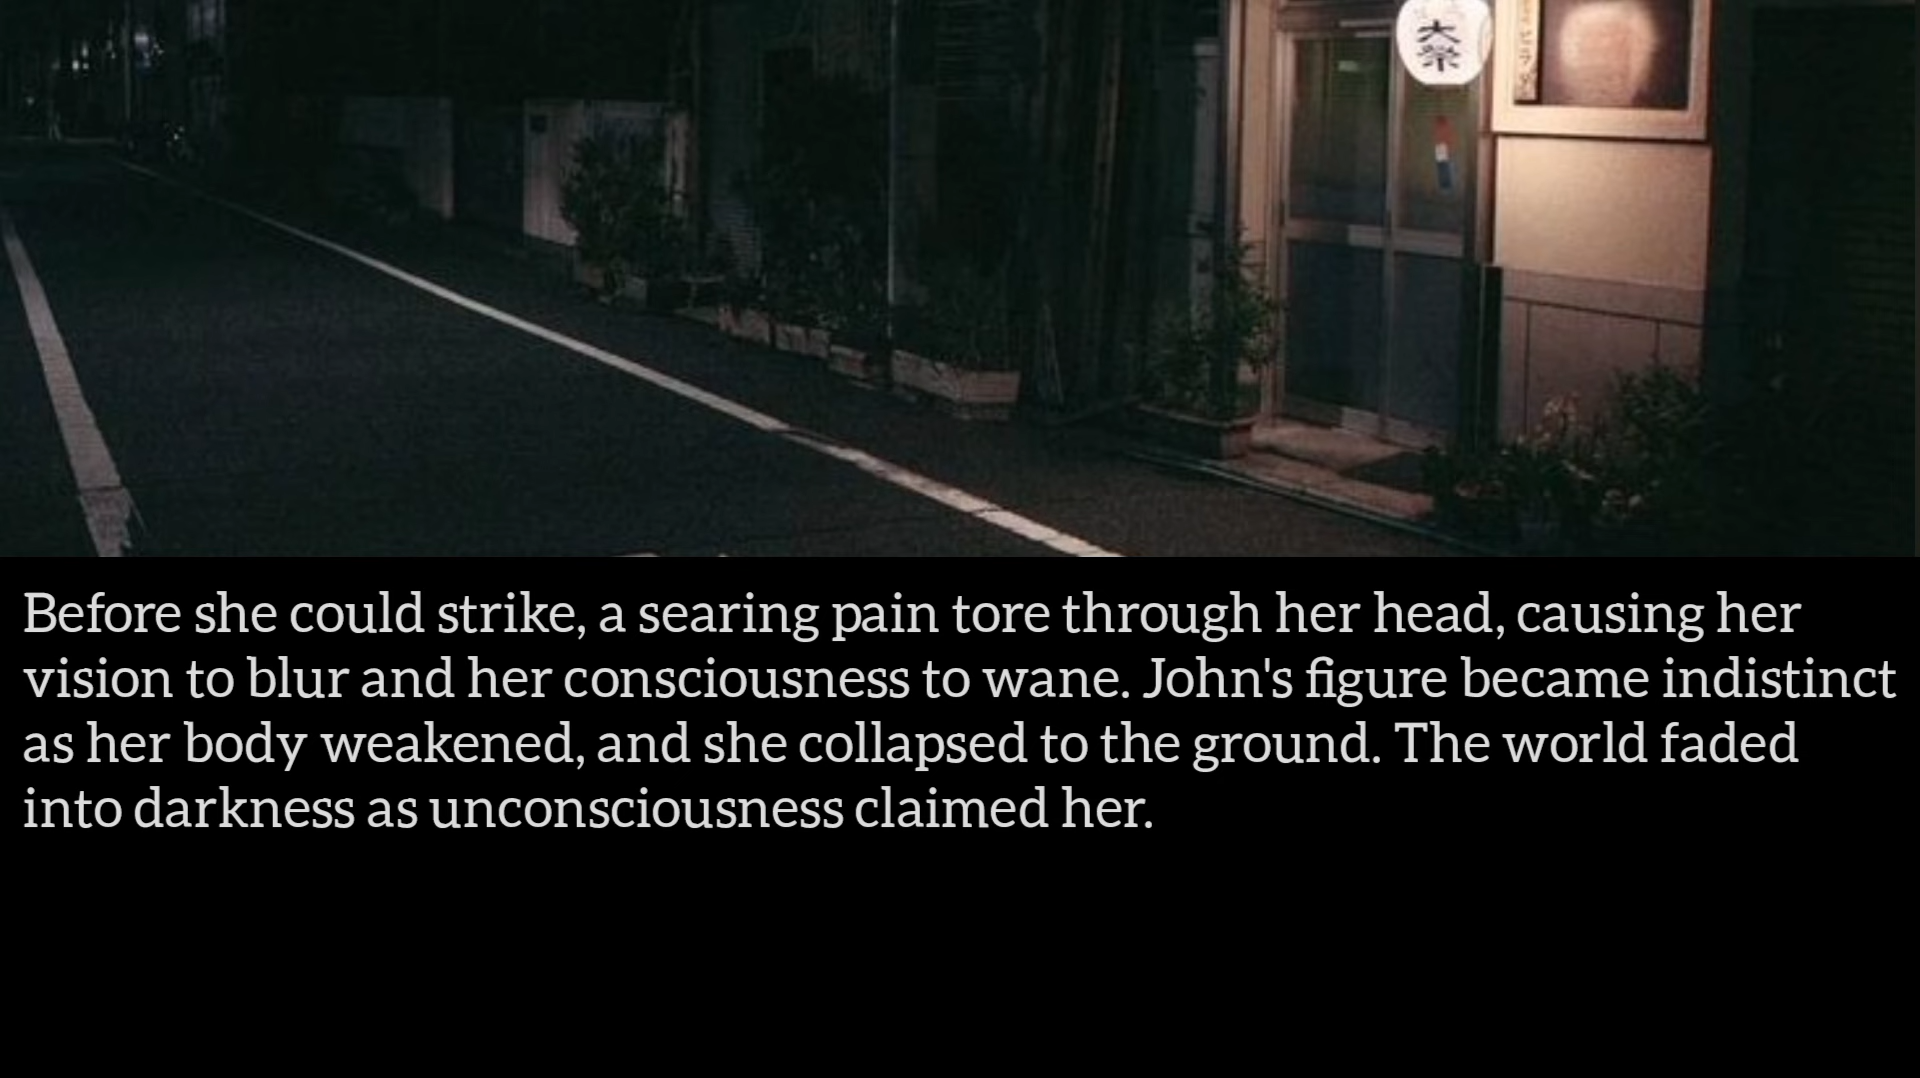 大
祭
Before she could strike, a searing pain tore through her head, causing her
vision to blur and her consciousness to wane. John's figure became indistinct
as her body weakened, and she collapsed to the ground. The world faded
into darkness as unconsciousness claimed her.